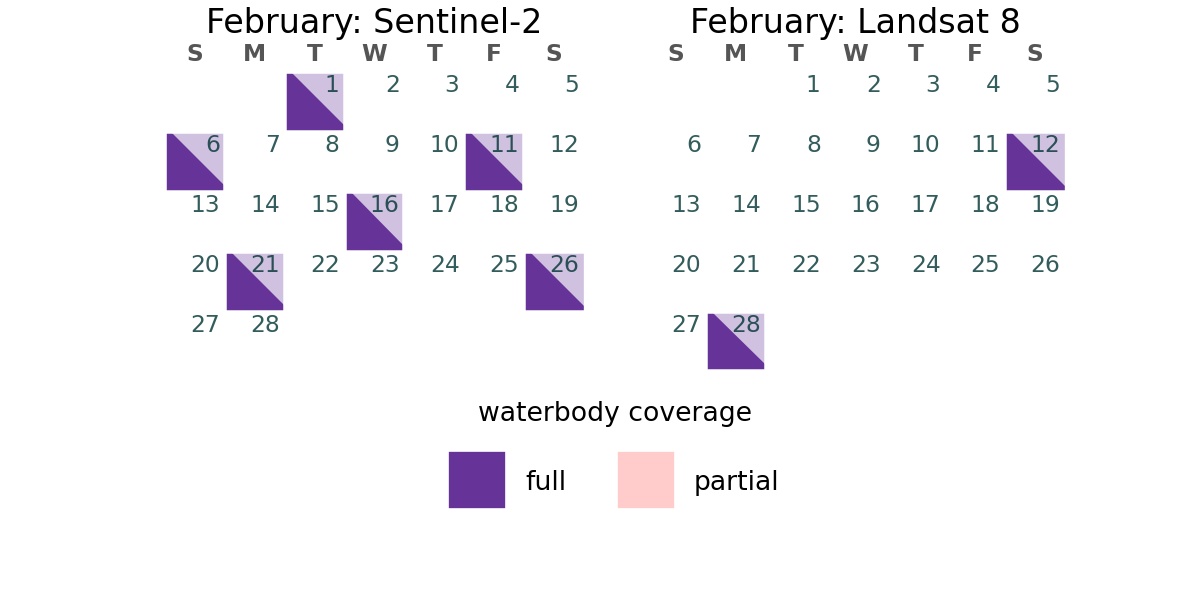 February: Sentinel-2
S M T W T F S
1 2 3 4 5
6 7 8 9 10 11 12
13 14 15 16 17 18 19
20 21 22 23 24 25 26
27 28
February: Landsat 8
S M T W T F S
1 2 3 4 5
6 7 8 9 10 11 12
13 14 15 16 17 18 19
20 21 22 23 24 25 26
27 28
waterbody coverage
full
partial